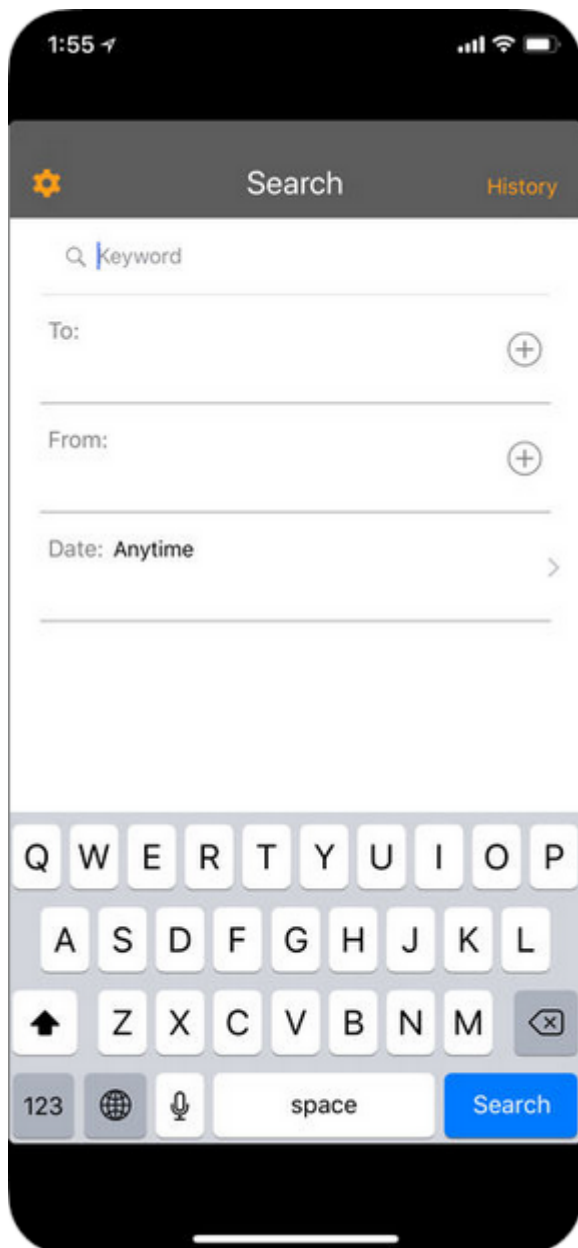 1:55
Search
History
Keyword
To:
From:
Date: Anytime
Q W E R T Y U I O P
A S D F G H J K L
Z X C V B N M
123 space Search